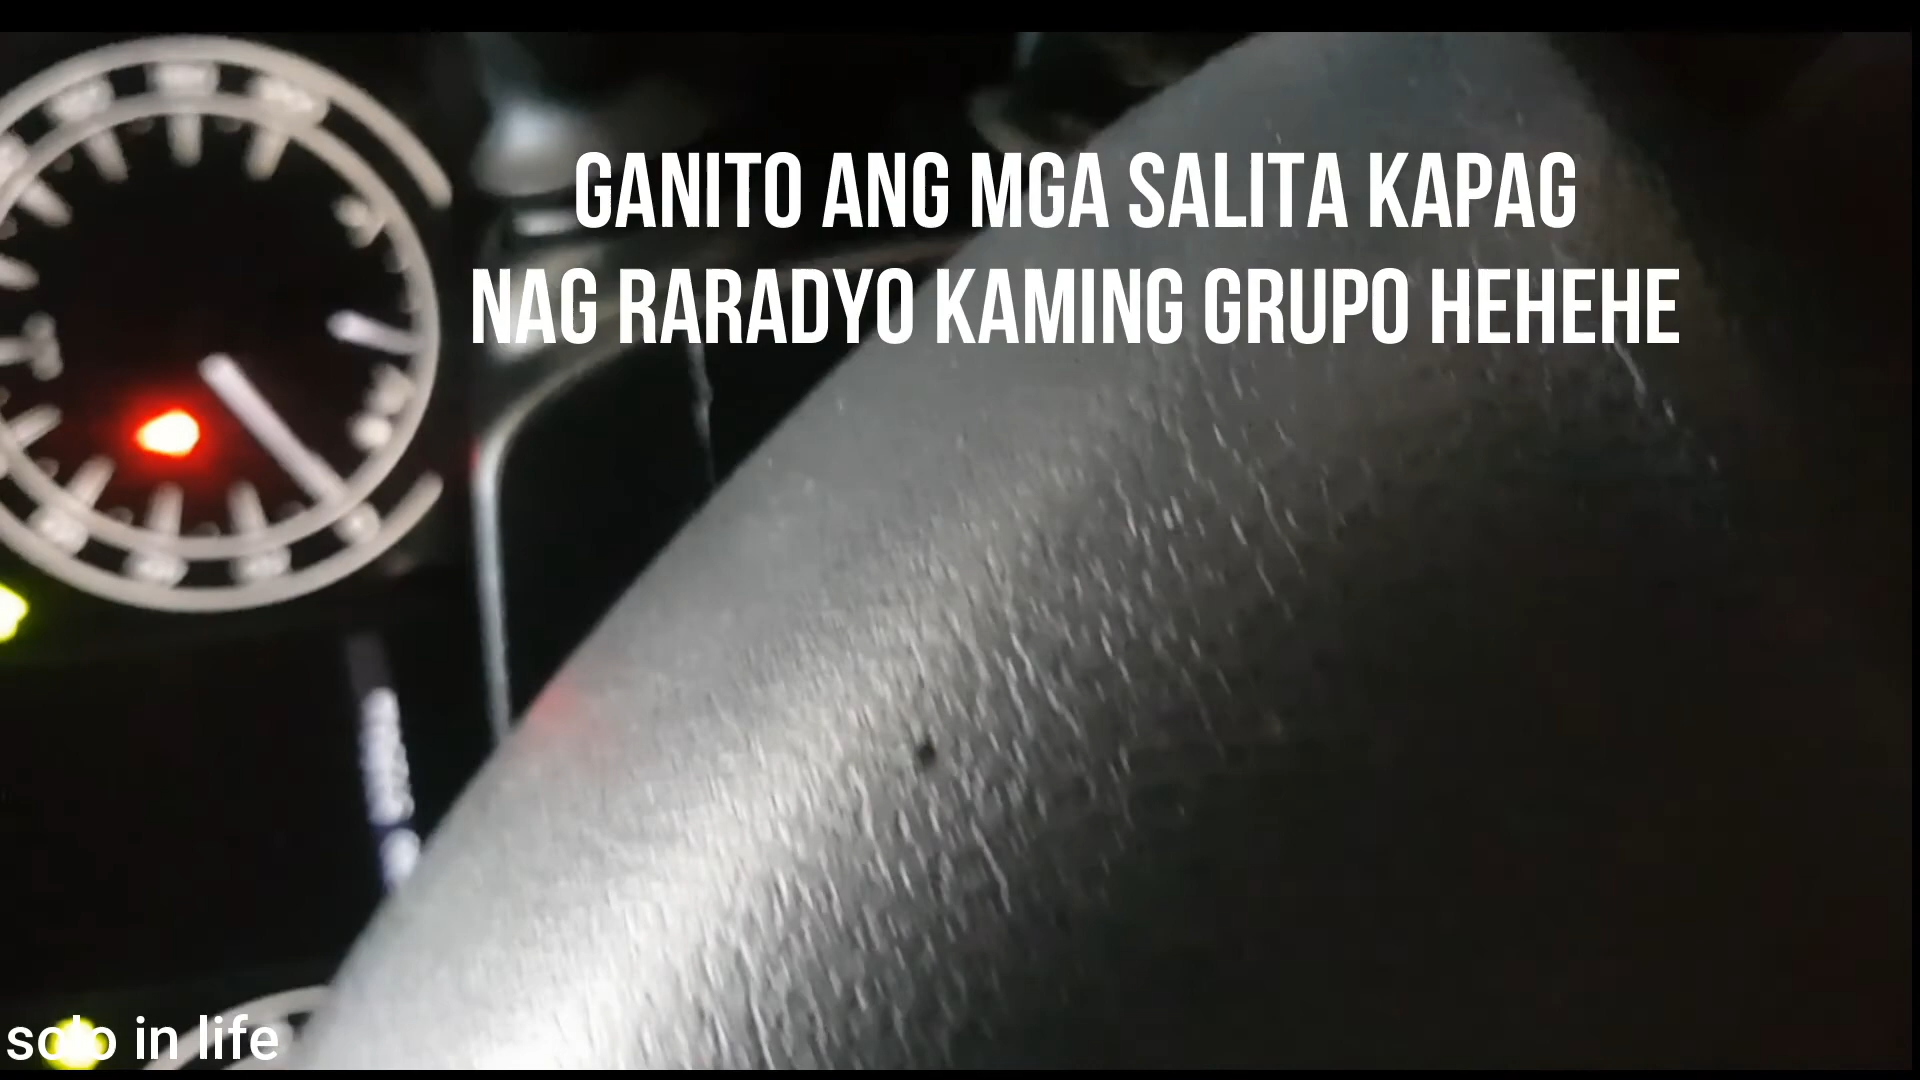 GANITO ANG MGA SALITA KAPAG
NAG RARADYO KAMING GRUPO HEHEHE
solo in life